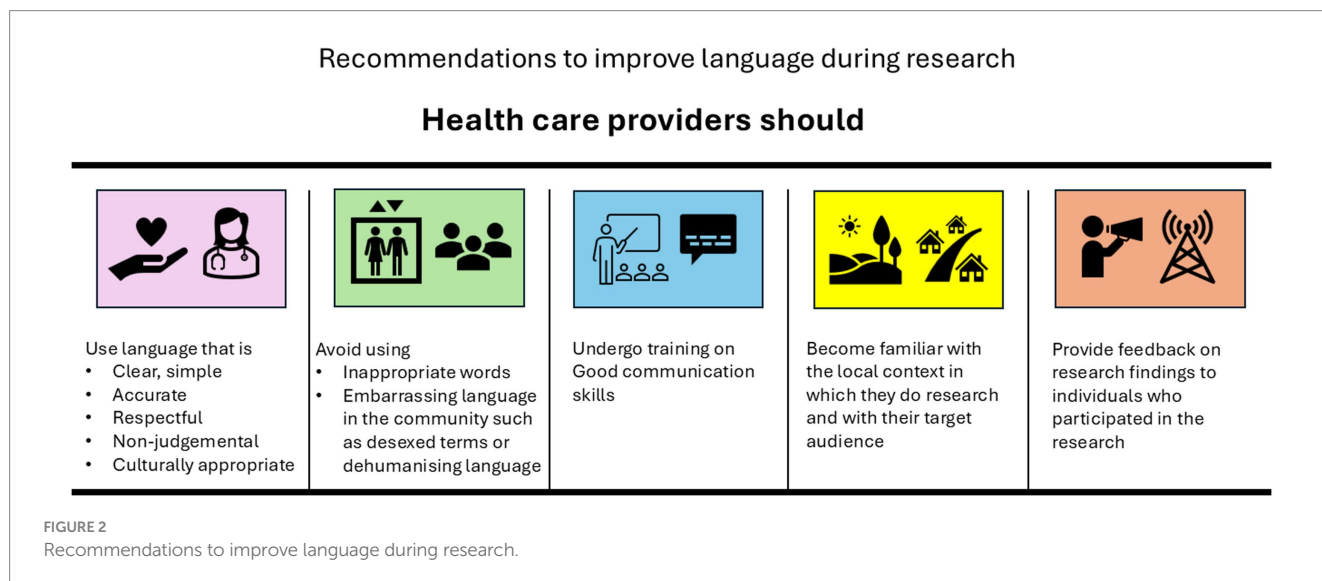 Recommendations to improve language during research
Health care providers should
Use language that is
• Clear, simple
• Accurate
• Respectful
• Non-judgemental
• Culturally appropriate
Avoid using
• Inappropriate words
• Embarrassing language
in the community such
as desexed terms or
dehumanising language
Undergo training on
Good communication
skills
Become familiar with
the local context in
which they do research
and with their target
audience
Provide feedback on
research findings to
individuals who
participated in the
research
FIGURE 2
Recommendations to improve language during research.